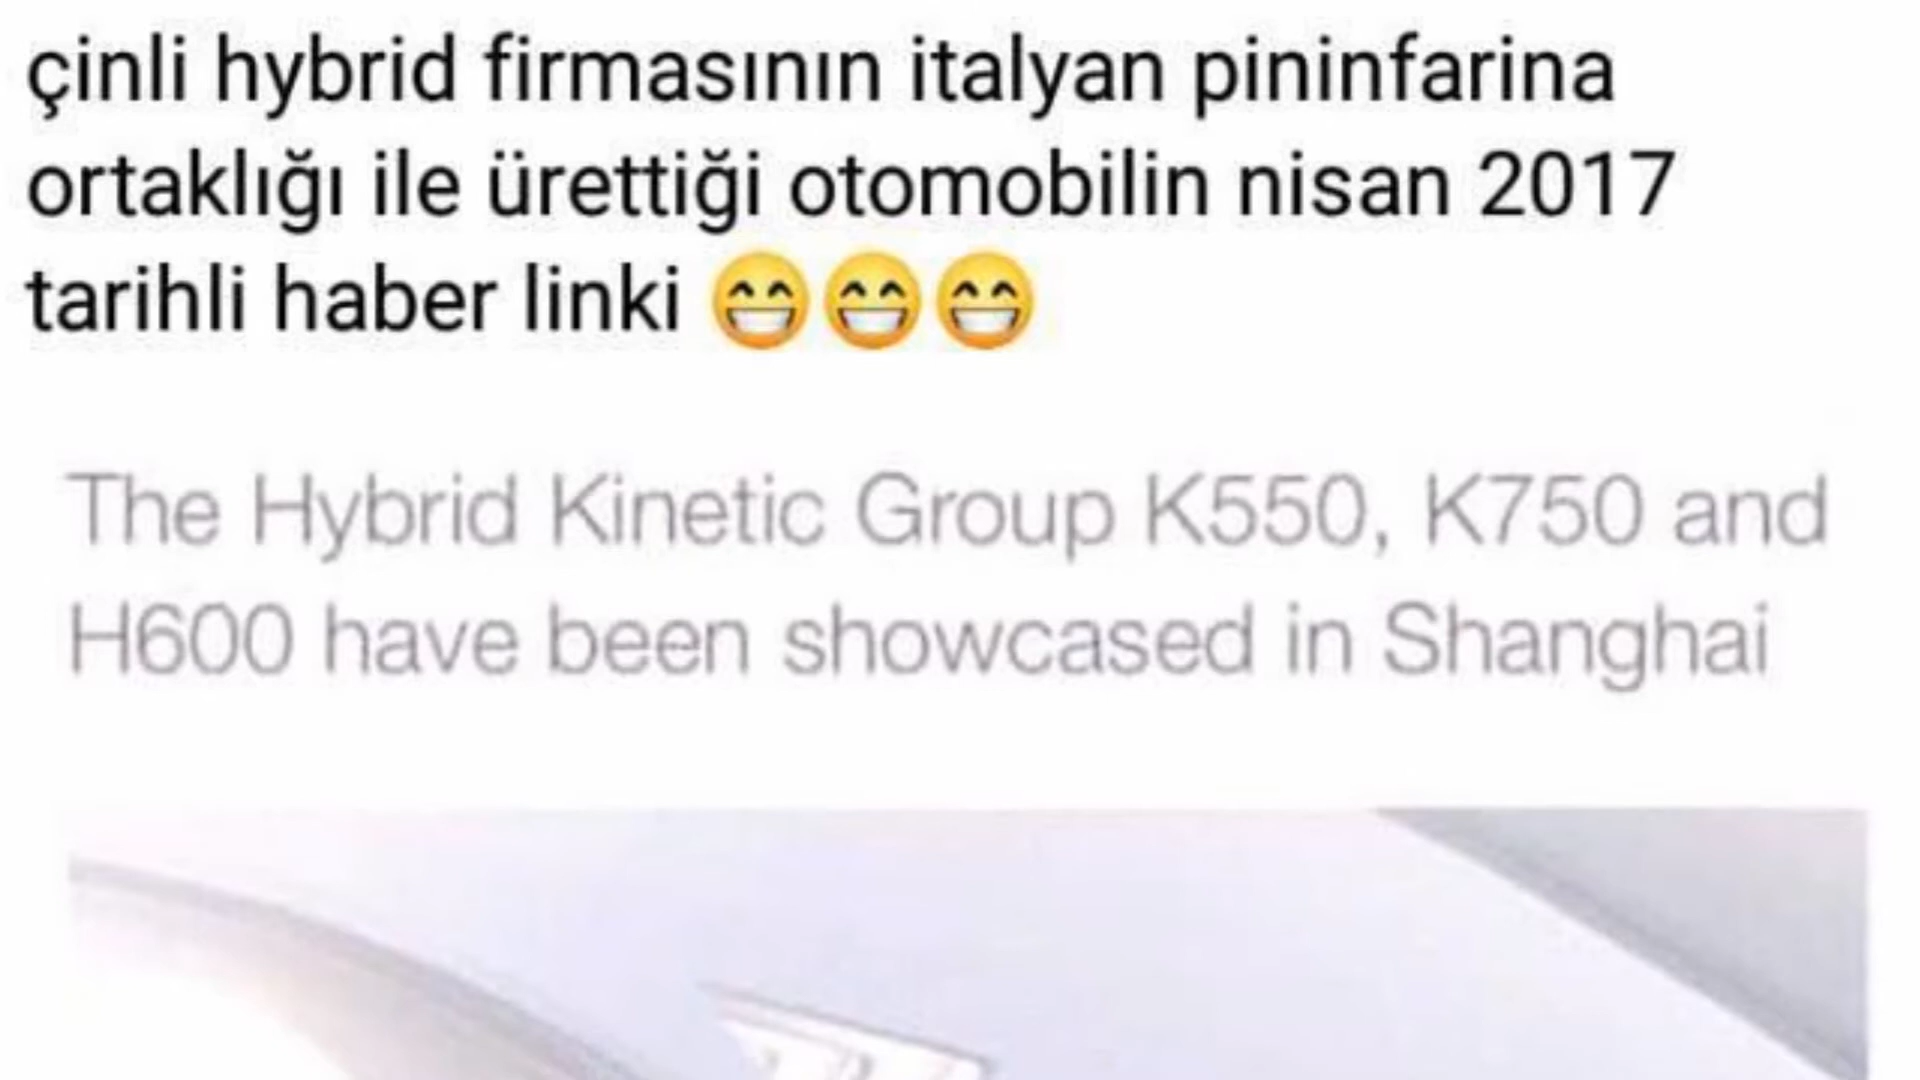 çinli hybrid firmasının italyan pininfarina
ortaklığı ile ürettiği otomobilin nisan 2017
tarihli haber linki 😁😁😁
The Hybrid Kinetic Group K550, K750 and
H600 have been showcased in Shanghai